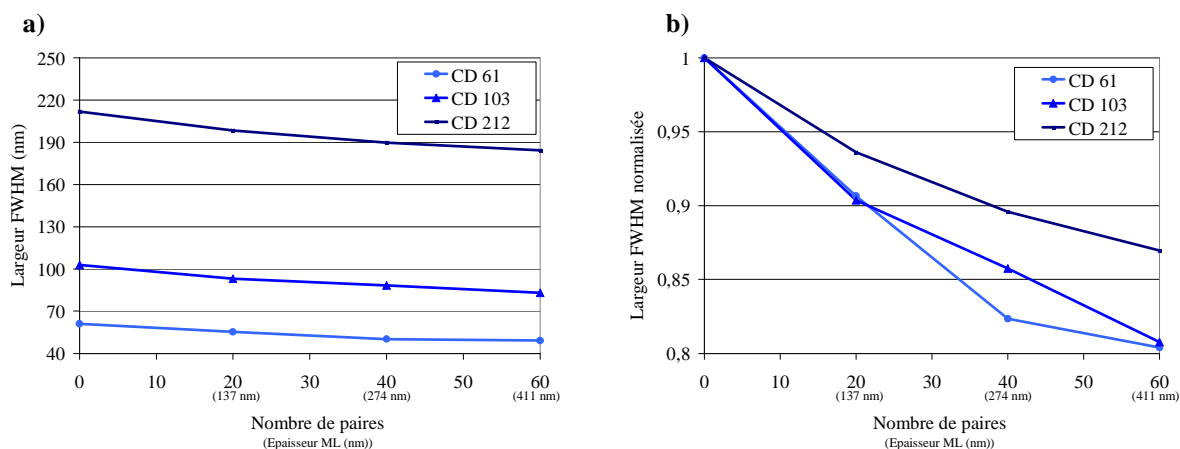 a)
250
220
190
160
130
100
70
40
Largeur FWHM (nm)
CD 61
CD 103
CD 212
0 10 20 30 40 50 60
(137 nm) (274 nm) (411 nm)
Nombre de paires
(Epaisseur ML (nm))
b)
1
0,95
0,9
0,85
0,8
Largeur FWHM normalisée
CD 61
CD 103
CD 212
0 10 20 30 40 50 60
(137 nm) (274 nm) (411 nm)
Nombre de paires
(Epaisseur ML (nm))